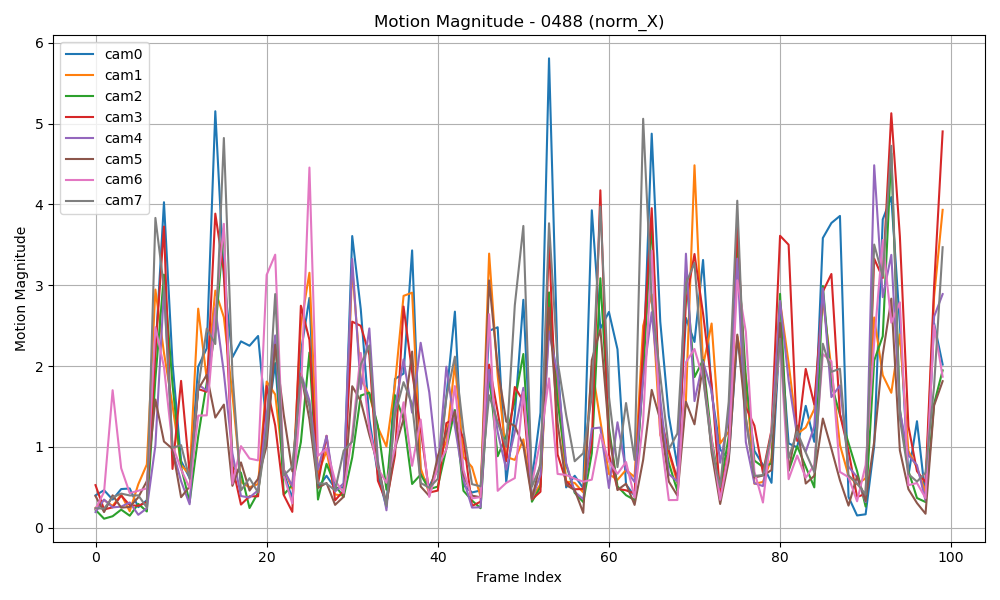 Motion Magnitude - 0488 (norm_X)
cam0
cam1
cam2
cam3
cam4
cam5
cam6
cam7
Motion Magnitude
6
5
4
3
2
1
0
0 20 40 60 80 100
Frame Index